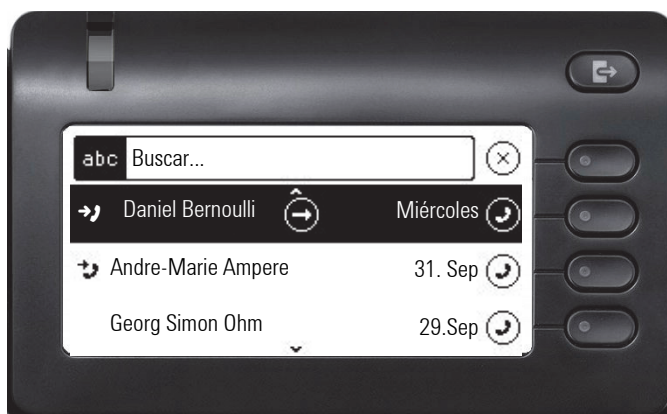 abc Buscar...
Daniel Bernoulli Miércoles
Andre-Marie Ampere 31. Sep
Georg Simon Ohm 29.Sep